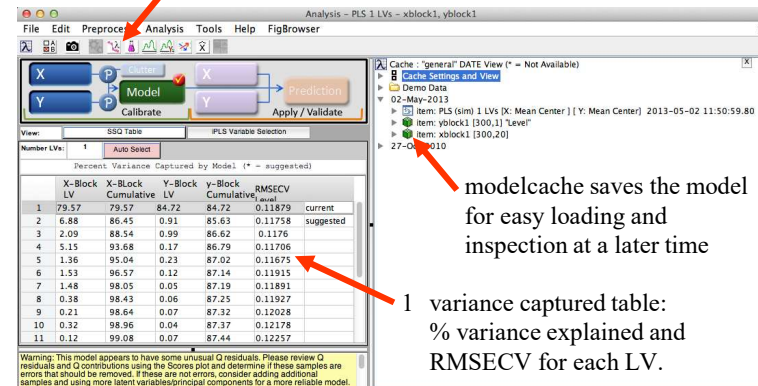 Analysis - PLS 1 LVs - xblock1, yblock1
File Edit Preprocess Analysis Tools Help FigBrowser
X
Y
P
P
Clutter
Model
Calibrate
X
Y
Prediction
Apply / Validate
View: SSQ Table iPLS Variable Selection
Number LVs: 1 Auto Select
Percent Variance Captured by Model (* = suggested)
X-Block LV X-BLock Cumulative Y-Block LV y-Block Cumulative RMSECV Level
1 79.57 79.57 84.72 84.72 0.11879 current
2 6.88 86.45 0.91 85.63 0.11758 suggested
3 2.09 88.54 0.99 86.62 0.1176
4 5.15 93.68 0.17 86.79 0.11706
5 1.36 95.04 0.23 87.02 0.11675
6 1.53 96.57 0.12 87.14 0.11915
7 1.48 98.05 0.05 87.19 0.11891
8 0.38 98.43 0.06 87.25 0.11927
9 0.21 98.64 0.07 87.32 0.12028
10 0.32 98.96 0.04 87.37 0.12178
11 0.12 99.08 0.07 87.44 0.12257
Warning: This model appears to have some unusual Q residuals. Please review Q
residuals and Q contributions using the Scores plot and determine if these samples are
errors that should be removed. If these are not errors, consider adding additional
samples and using more latent variables/principal components for a more reliable model.
Cache : "general" DATE View (* = Not Available)
X
Cache Settings and View
Demo Data
02-May-2013
item: PLS (sim) 1 LVs [X: Mean Center ] [ Y: Mean Center] 2013-05-02 11:50:59.80
item: yblock1 [300,1] "Level"
item: xblock1 [300,20]
modelcache saves the model
for easy loading and
inspection at a later time
1 variance captured table:
% variance explained and
RMSECV for each LV.